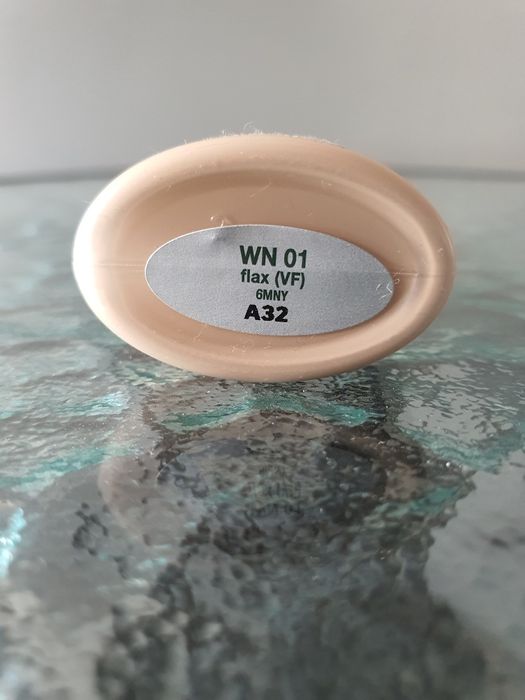 WN 01
flax (VF)
6MNY
A32